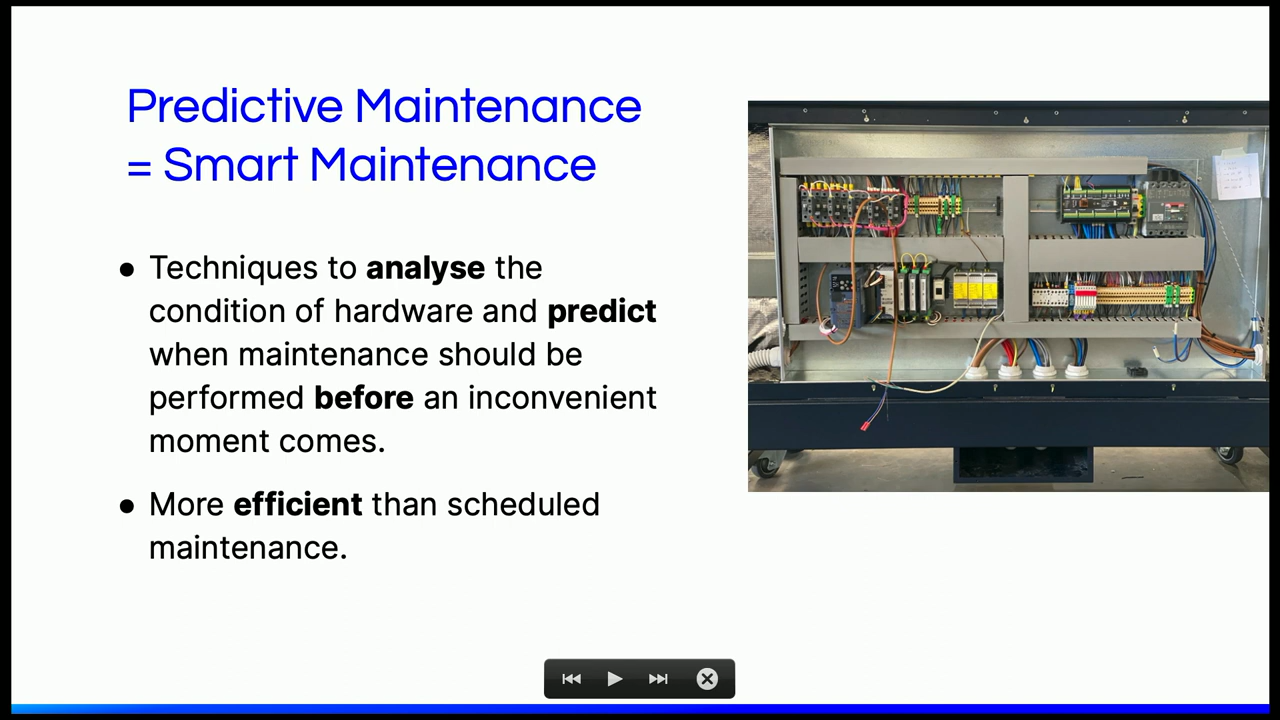 Predictive Maintenance
= Smart Maintenance
● Techniques to analyse the
condition of hardware and predict
when maintenance should be
performed before an inconvenient
moment comes.
● More efficient than scheduled
maintenance.